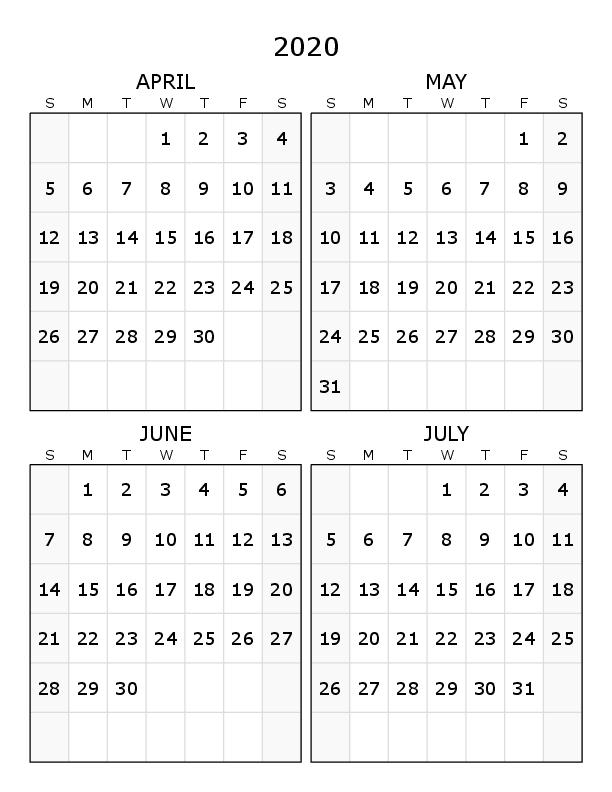 2020
APRIL
S M T W T F S
1 2 3 4
5 6 7 8 9 10 11
12 13 14 15 16 17 18
19 20 21 22 23 24 25
26 27 28 29 30
MAY
S M T W T F S
1 2
3 4 5 6 7 8 9
10 11 12 13 14 15 16
17 18 19 20 21 22 23
24 25 26 27 28 29 30
31
JUNE
S M T W T F S
1 2 3 4 5 6
7 8 9 10 11 12 13
14 15 16 17 18 19 20
21 22 23 24 25 26 27
28 29 30
JULY
S M T W T F S
1 2 3 4
5 6 7 8 9 10 11
12 13 14 15 16 17 18
19 20 21 22 23 24 25
26 27 28 29 30 31